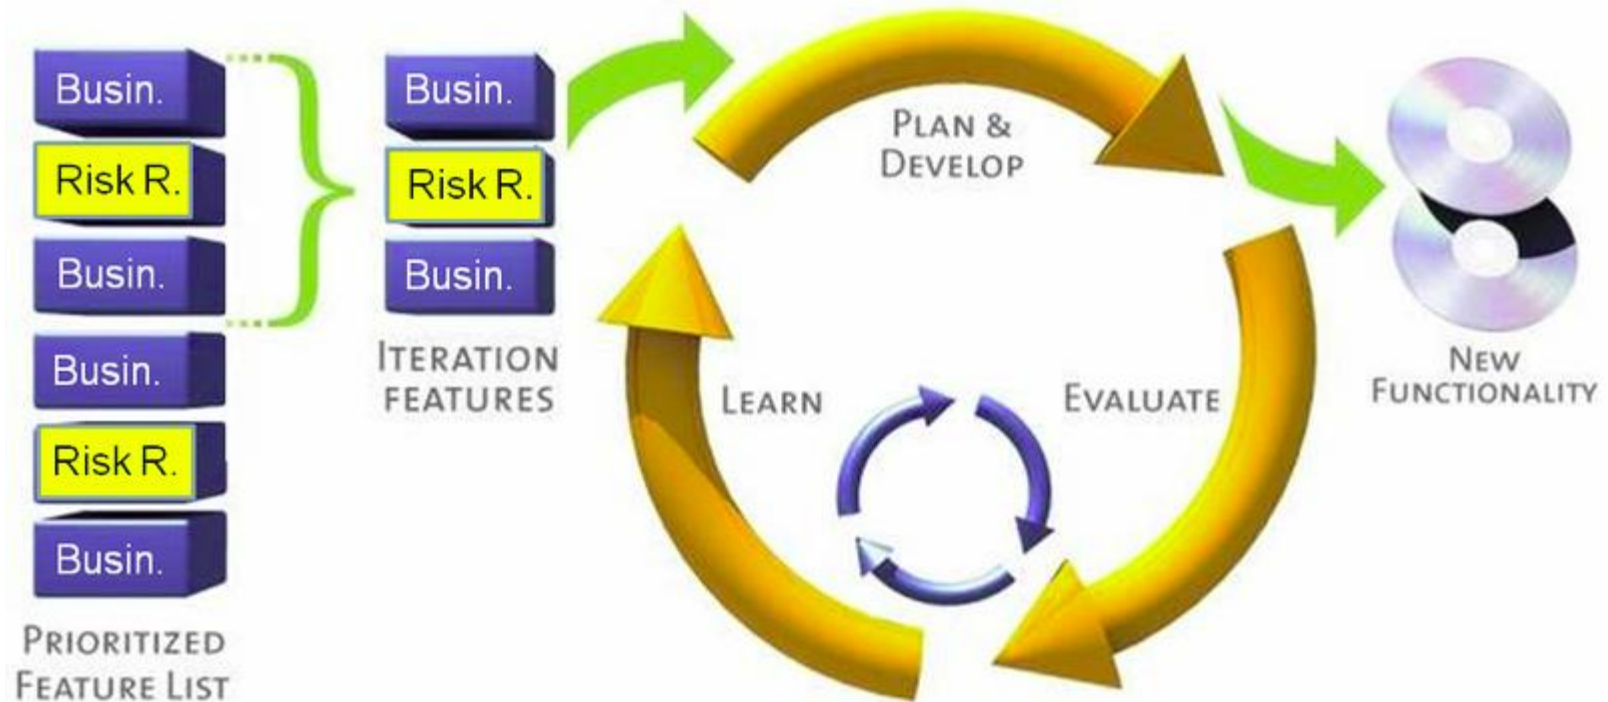 Busin.
Risk R.
Busin.
Busin.
Risk R.
Busin.
PRIORITIZED
FEATURE LIST
Busin.
Risk R.
Busin.
ITERATION
FEATURES
PLAN &
DEVELOP
LEARN
EVALUATE
NEW
FUNCTIONALITY